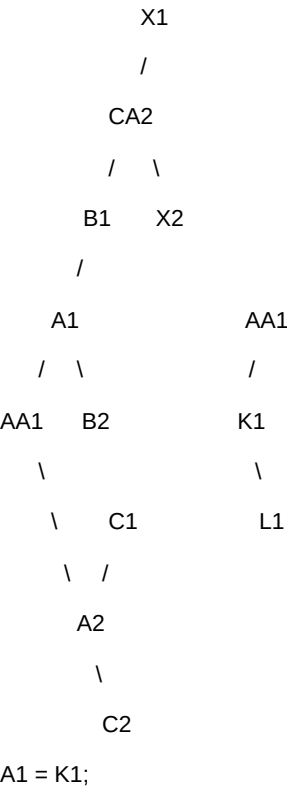 X1
/
CA2
/ \
B1 X2
/
A1 AA1
/ \ /
AA1 B2 K1
\ \
\ C1 L1
\ /
A2
\
C2
A1 = K1;